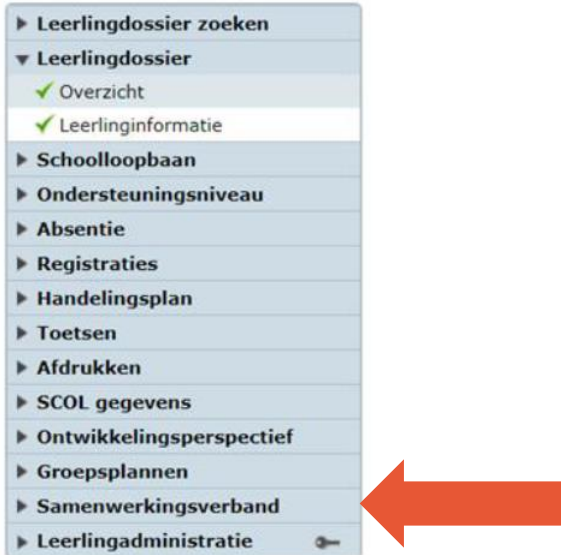 Leerlingdossier zoeken
Leerlingdossier
Overzicht
Leerlinginformatie
Schoolloopbaan
Ondersteuningsniveau
Absentie
Registraties
Handelingsplan
Toetsen
Afdrukken
SCOL gegevens
Ontwikkelingsperspectief
Groepsplannen
Samenwerkingsverband
Leerlingadministratie